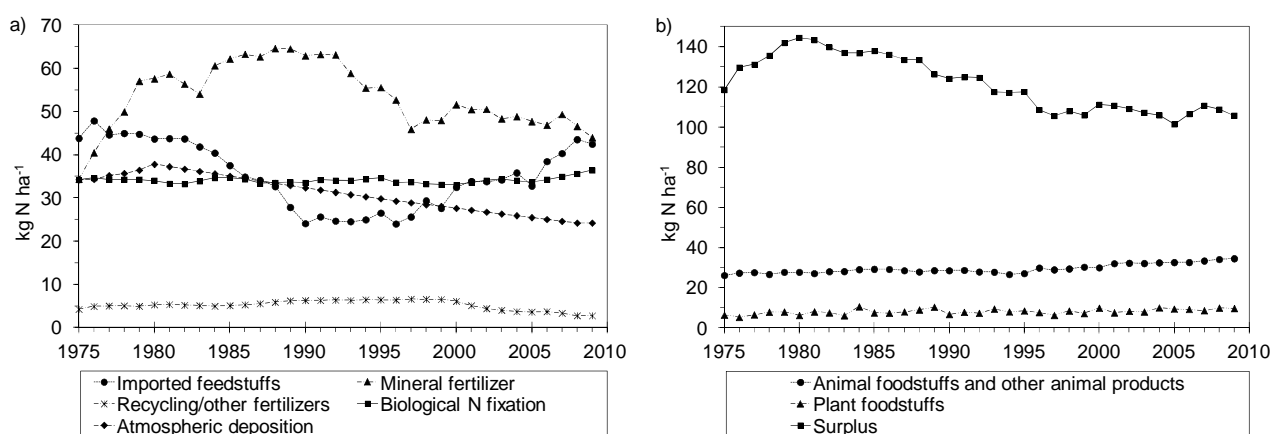 a)
70
60
50
40
30
20
10
0
kg N ha-1
1975 1980 1985 1990 1995 2000 2005 2010
Imported feedstuffs Mineral fertilizer
Recycling/other fertilizers Biological N fixation
Atmospheric deposition
b)
140
120
100
80
60
40
20
0
kg N ha-1
1975 1980 1985 1990 1995 2000 2005 2010
Animal foodstuffs and other animal products
Plant foodstuffs
Surplus